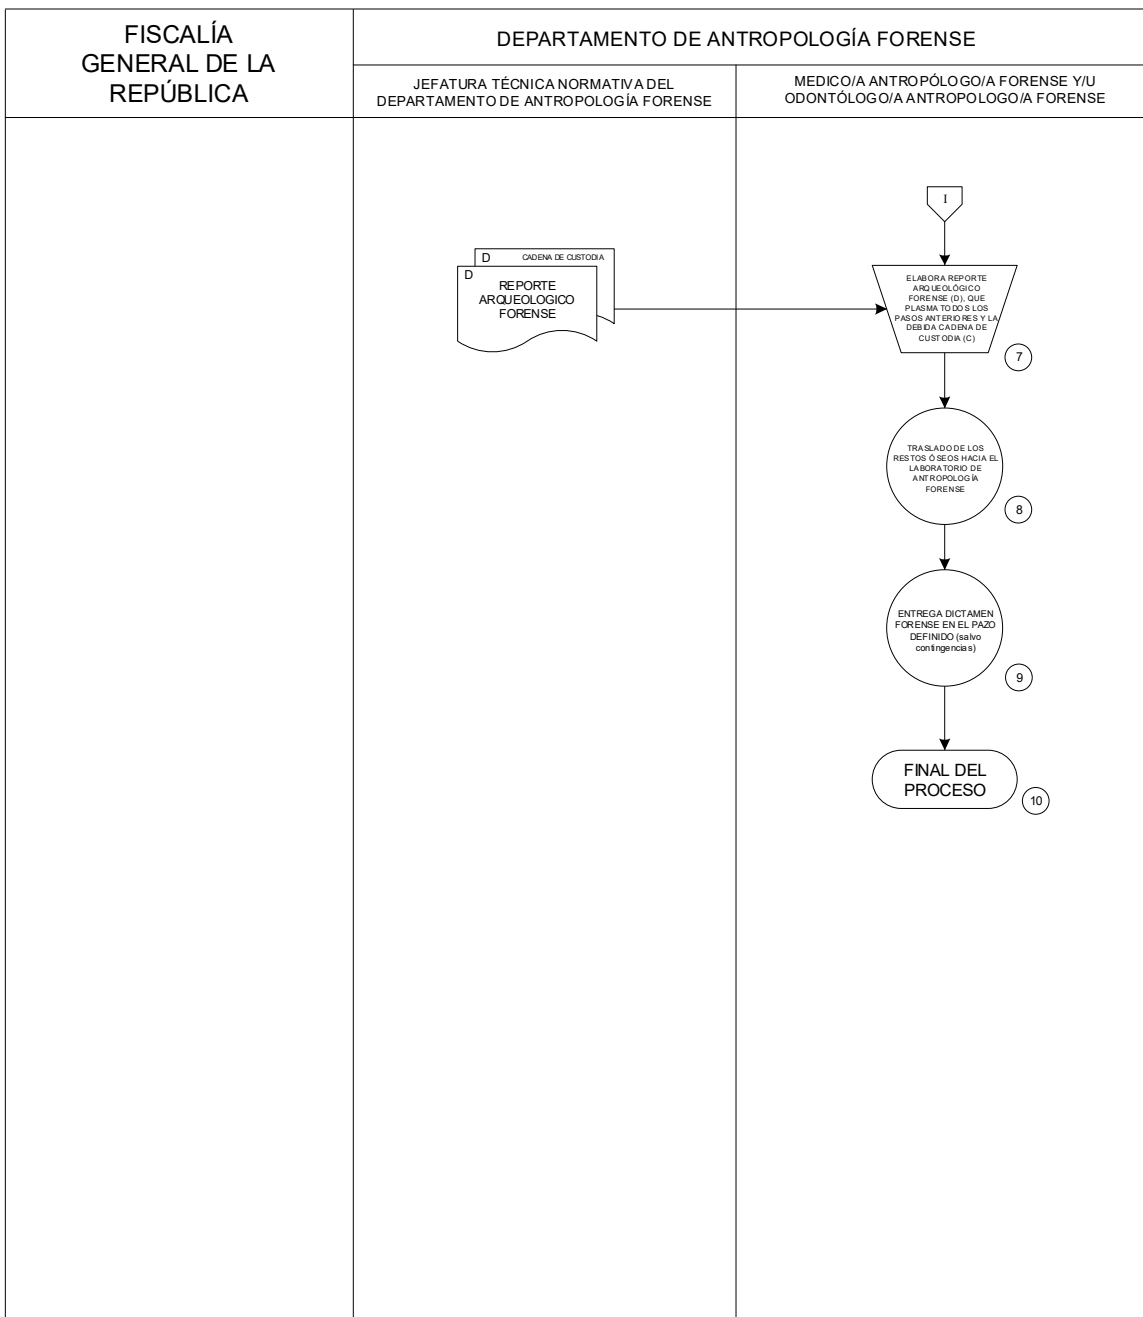 FISCALÍA
GENERAL DE LA
REPÚBLICA
DEPARTAMENTO DE ANTROPOLOGÍA FORENSE
JEFATURA TÉCNICA NORMATIVA DEL
DEPARTAMENTO DE ANTROPOLOGÍA FORENSE
MEDICO/A ANTROPÓLOGO/A FORENSE Y/U
ODONTÓLOGO/A ANTROPOLOGO/A FORENSE
I
D CADENA DE CUSTODIA
D
REPORTE
ARQUEOLOGICO
FORENSE
ELABORA REPORTE
ARQUEOLÓGICO
FORENSE (D), QUE
PLASMA TODOS LOS
PASOS ANTERIORES Y LA
DEBIDA CADENA DE
CUSTODIA (C)
7
TRASLADO DE LOS
RESTOS ÓSEOS HACIA EL
LABORATORIO DE
ANTROPOLOGÍA
FORENSE
8
ENTREGA DICTAMEN
FORENSE EN EL PAZO
DEFINIDO (salvo
contingencias)
9
FINAL DEL
PROCESO
10